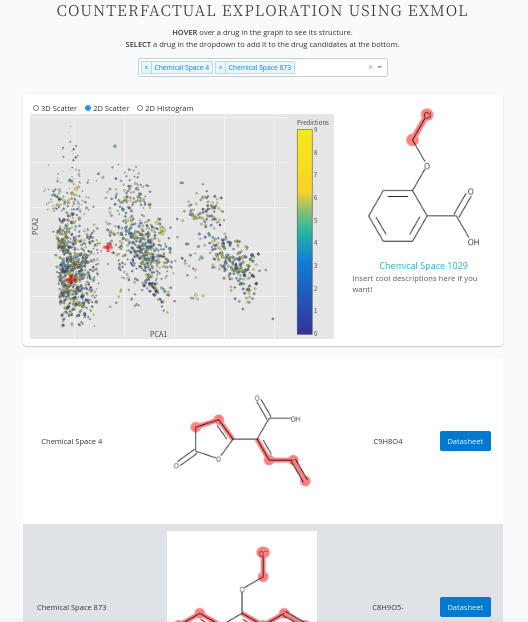 COUNTERFACTUAL EXPLORATION USING EXMOL
HOVER over a drug in the graph to see its structure.
SELECT a drug in the dropdown to add it to the drug candidates at the bottom.
× Chemical Space 4 × Chemical Space 873 ×
3D Scatter 2D Scatter 2D Histogram
Predictions
9
8
7
6
5
4
3
2
1
0
PCA2
PCA1
Cl
O
O
OH
Chemical Space 1029
Insert cool descriptions here if you
want!
Chemical Space 4
O
OH
O
O
C9H8O4
Datasheet
O
Chemical Space 873
C8H9O5-
Datasheet